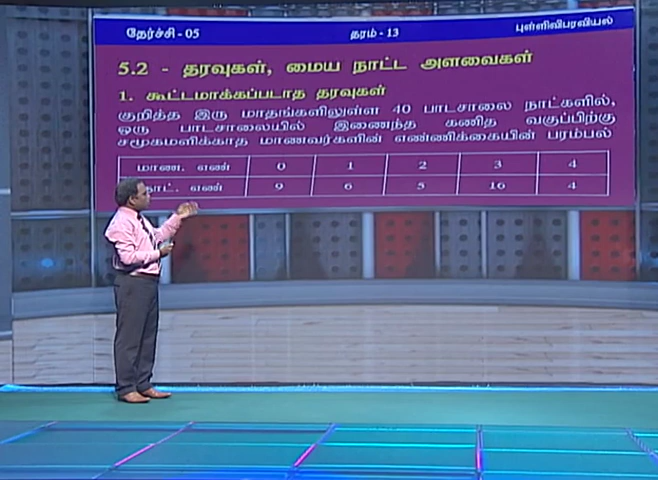 தேர்ச்சி - 05 தரம் - 13 புள்ளிவிபரவியல்
5.2 - தரவுகள், மைய நாட்ட அளவைகள்
1. கூட்டமாக்கப்படாத தரவுகள்
குறித்த இரு மாதங்களிலுள்ள 40 பாடசாலை நாட்களில்,
ஒரு பாடசாலையில் இணைந்த கணித வகுப்பிற்கு
சமூகமளிக்காத மாணவர்களின் எண்ணிக்கையின் பரம்பல்
மாண. எண் 0 1 2 3 4
நாட். எண் 9 6 5 16 4